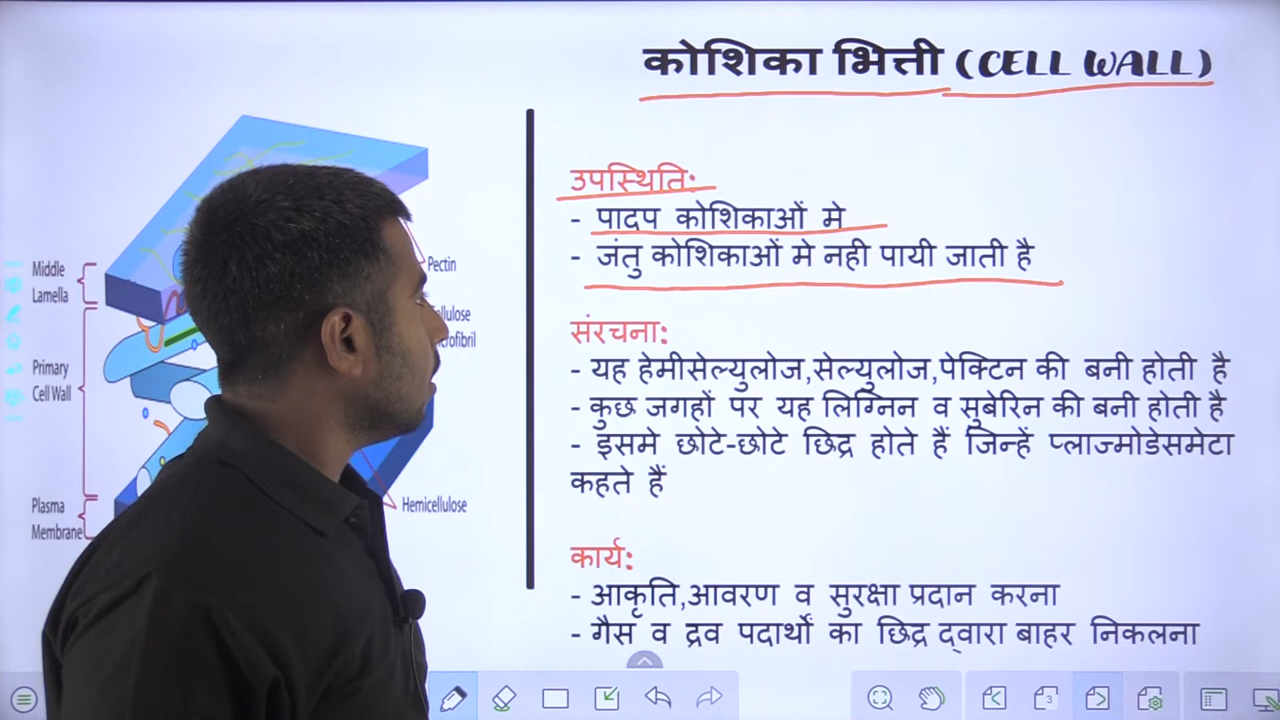 कोशिका भित्ती (CELL WALL)
उपस्थिति:
- पादप कोशिकाओं मे
- जंतु कोशिकाओं मे नही पायी जाती है
संरचना:
- यह हेमीसेल्युलोज,सेल्युलोज,पेक्टिन की बनी होती है
- कुछ जगहों पर यह लिग्निन व सुबेरिन की बनी होती है
- इसमे छोटे-छोटे छिद्र होते हैं जिन्हें प्लाज्मोडेसमेटा
कहते हैं
कार्य:
- आकृति,आवरण व सुरक्षा प्रदान करना
- गैस व द्रव पदार्थों का छिद्र द्वारा बाहर निकलना
Middle
Lamella
Primary
Cell Wall
Plasma
Membrane
Pectin
Hemicellulose
3